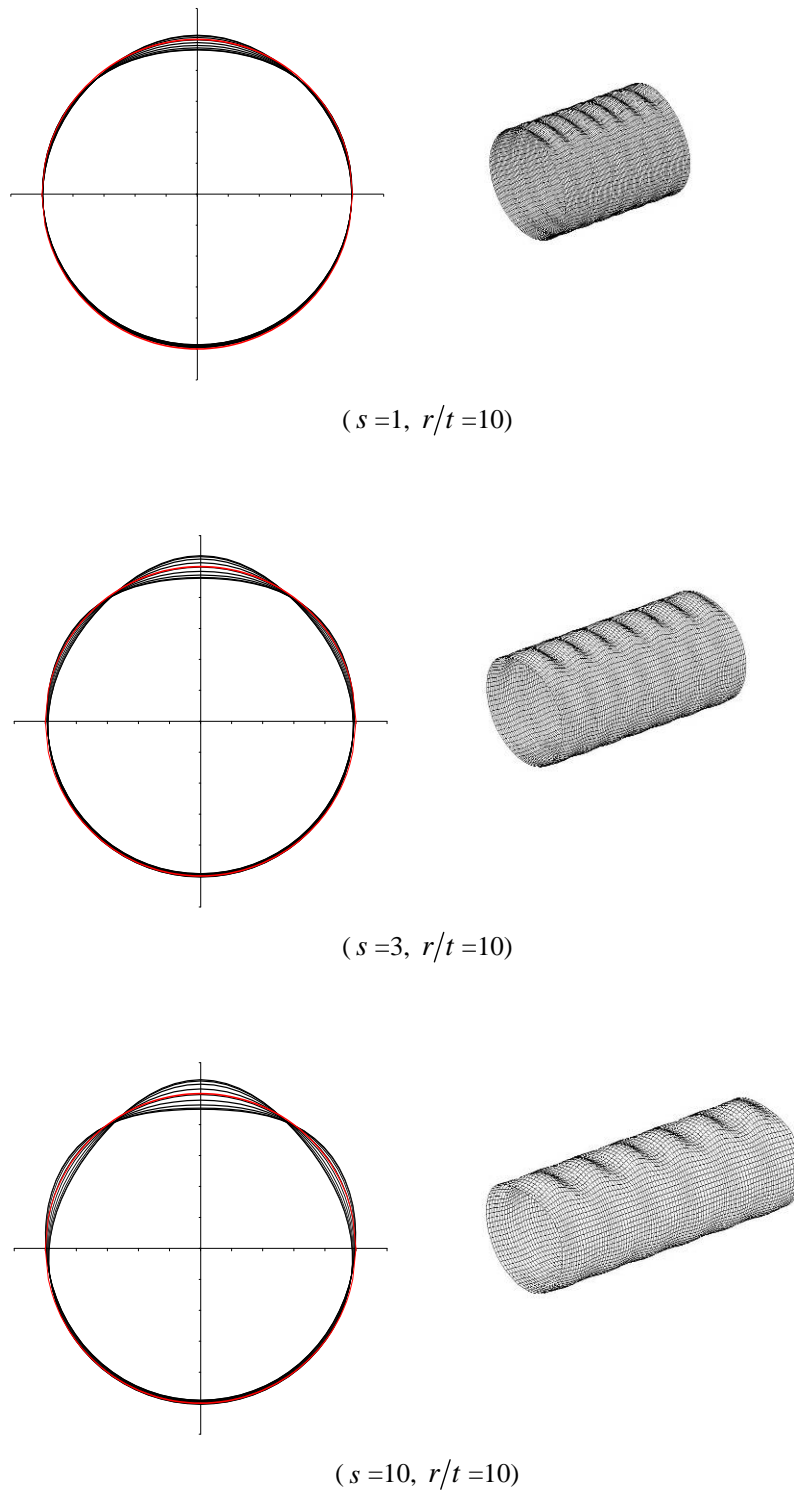 ( s =1, r/t =10)
( s =3, r/t =10)
( s =10, r/t =10)